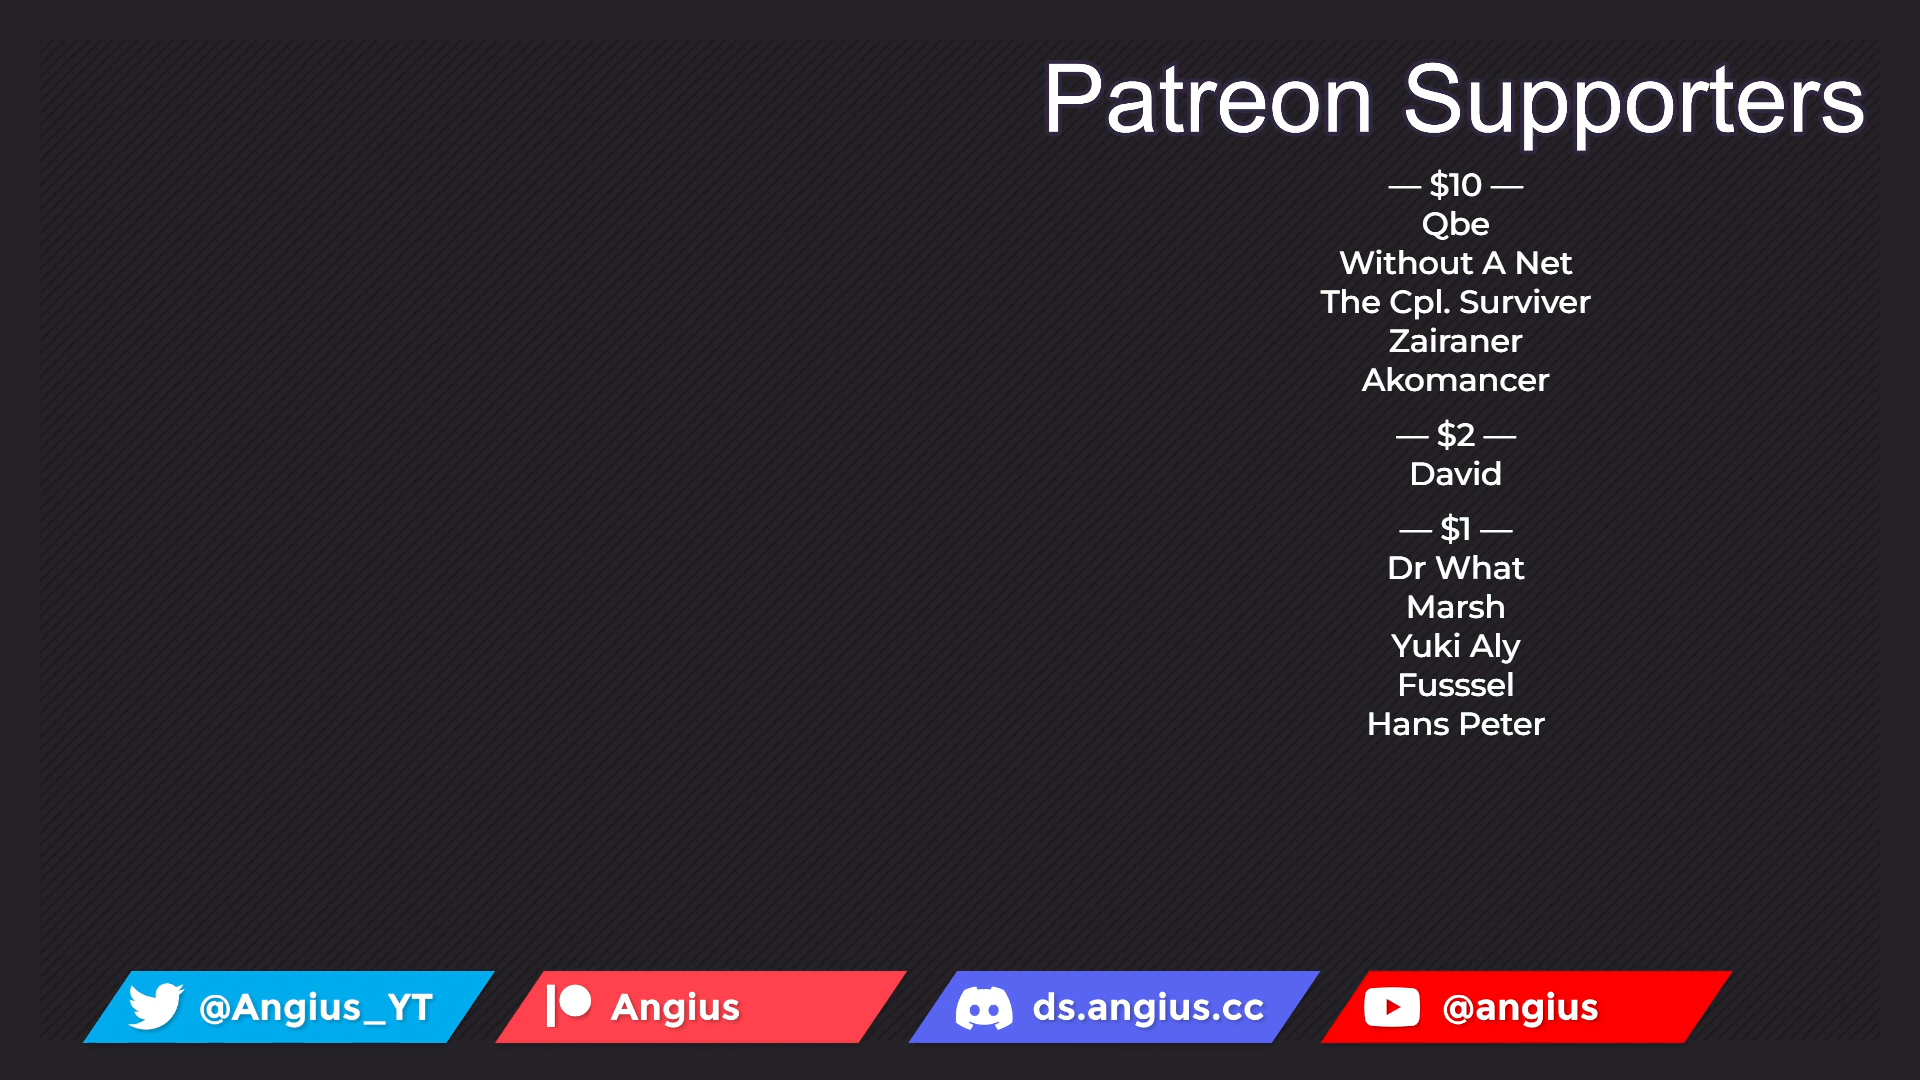 Patreon Supporters
— $10 —
Qbe
Without A Net
The Cpl. Surviver
Zairaner
Akomancer
— $2 —
David
— $1 —
Dr What
Marsh
Yuki Aly
Fusssel
Hans Peter
@Angius_YT
Angius
ds.angius.cc
@angius